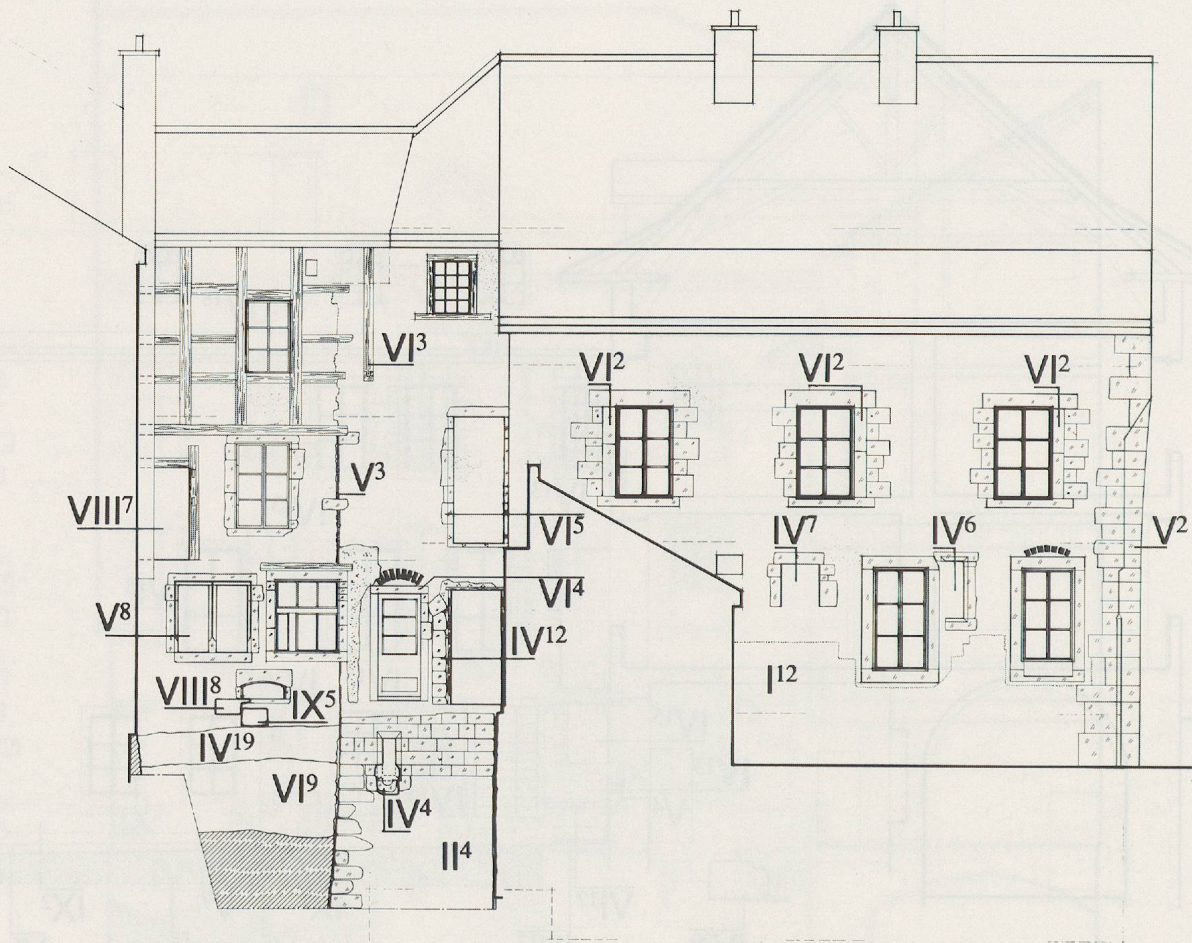 VI³
VI² VI² VI²
V³
VIII⁷
VI⁵ IV⁷ IV⁶ V²
VI⁴
V⁸
IV¹²
I¹²
VIII⁸ IX⁵
IV¹⁹
VI⁹
IV⁴
II⁴